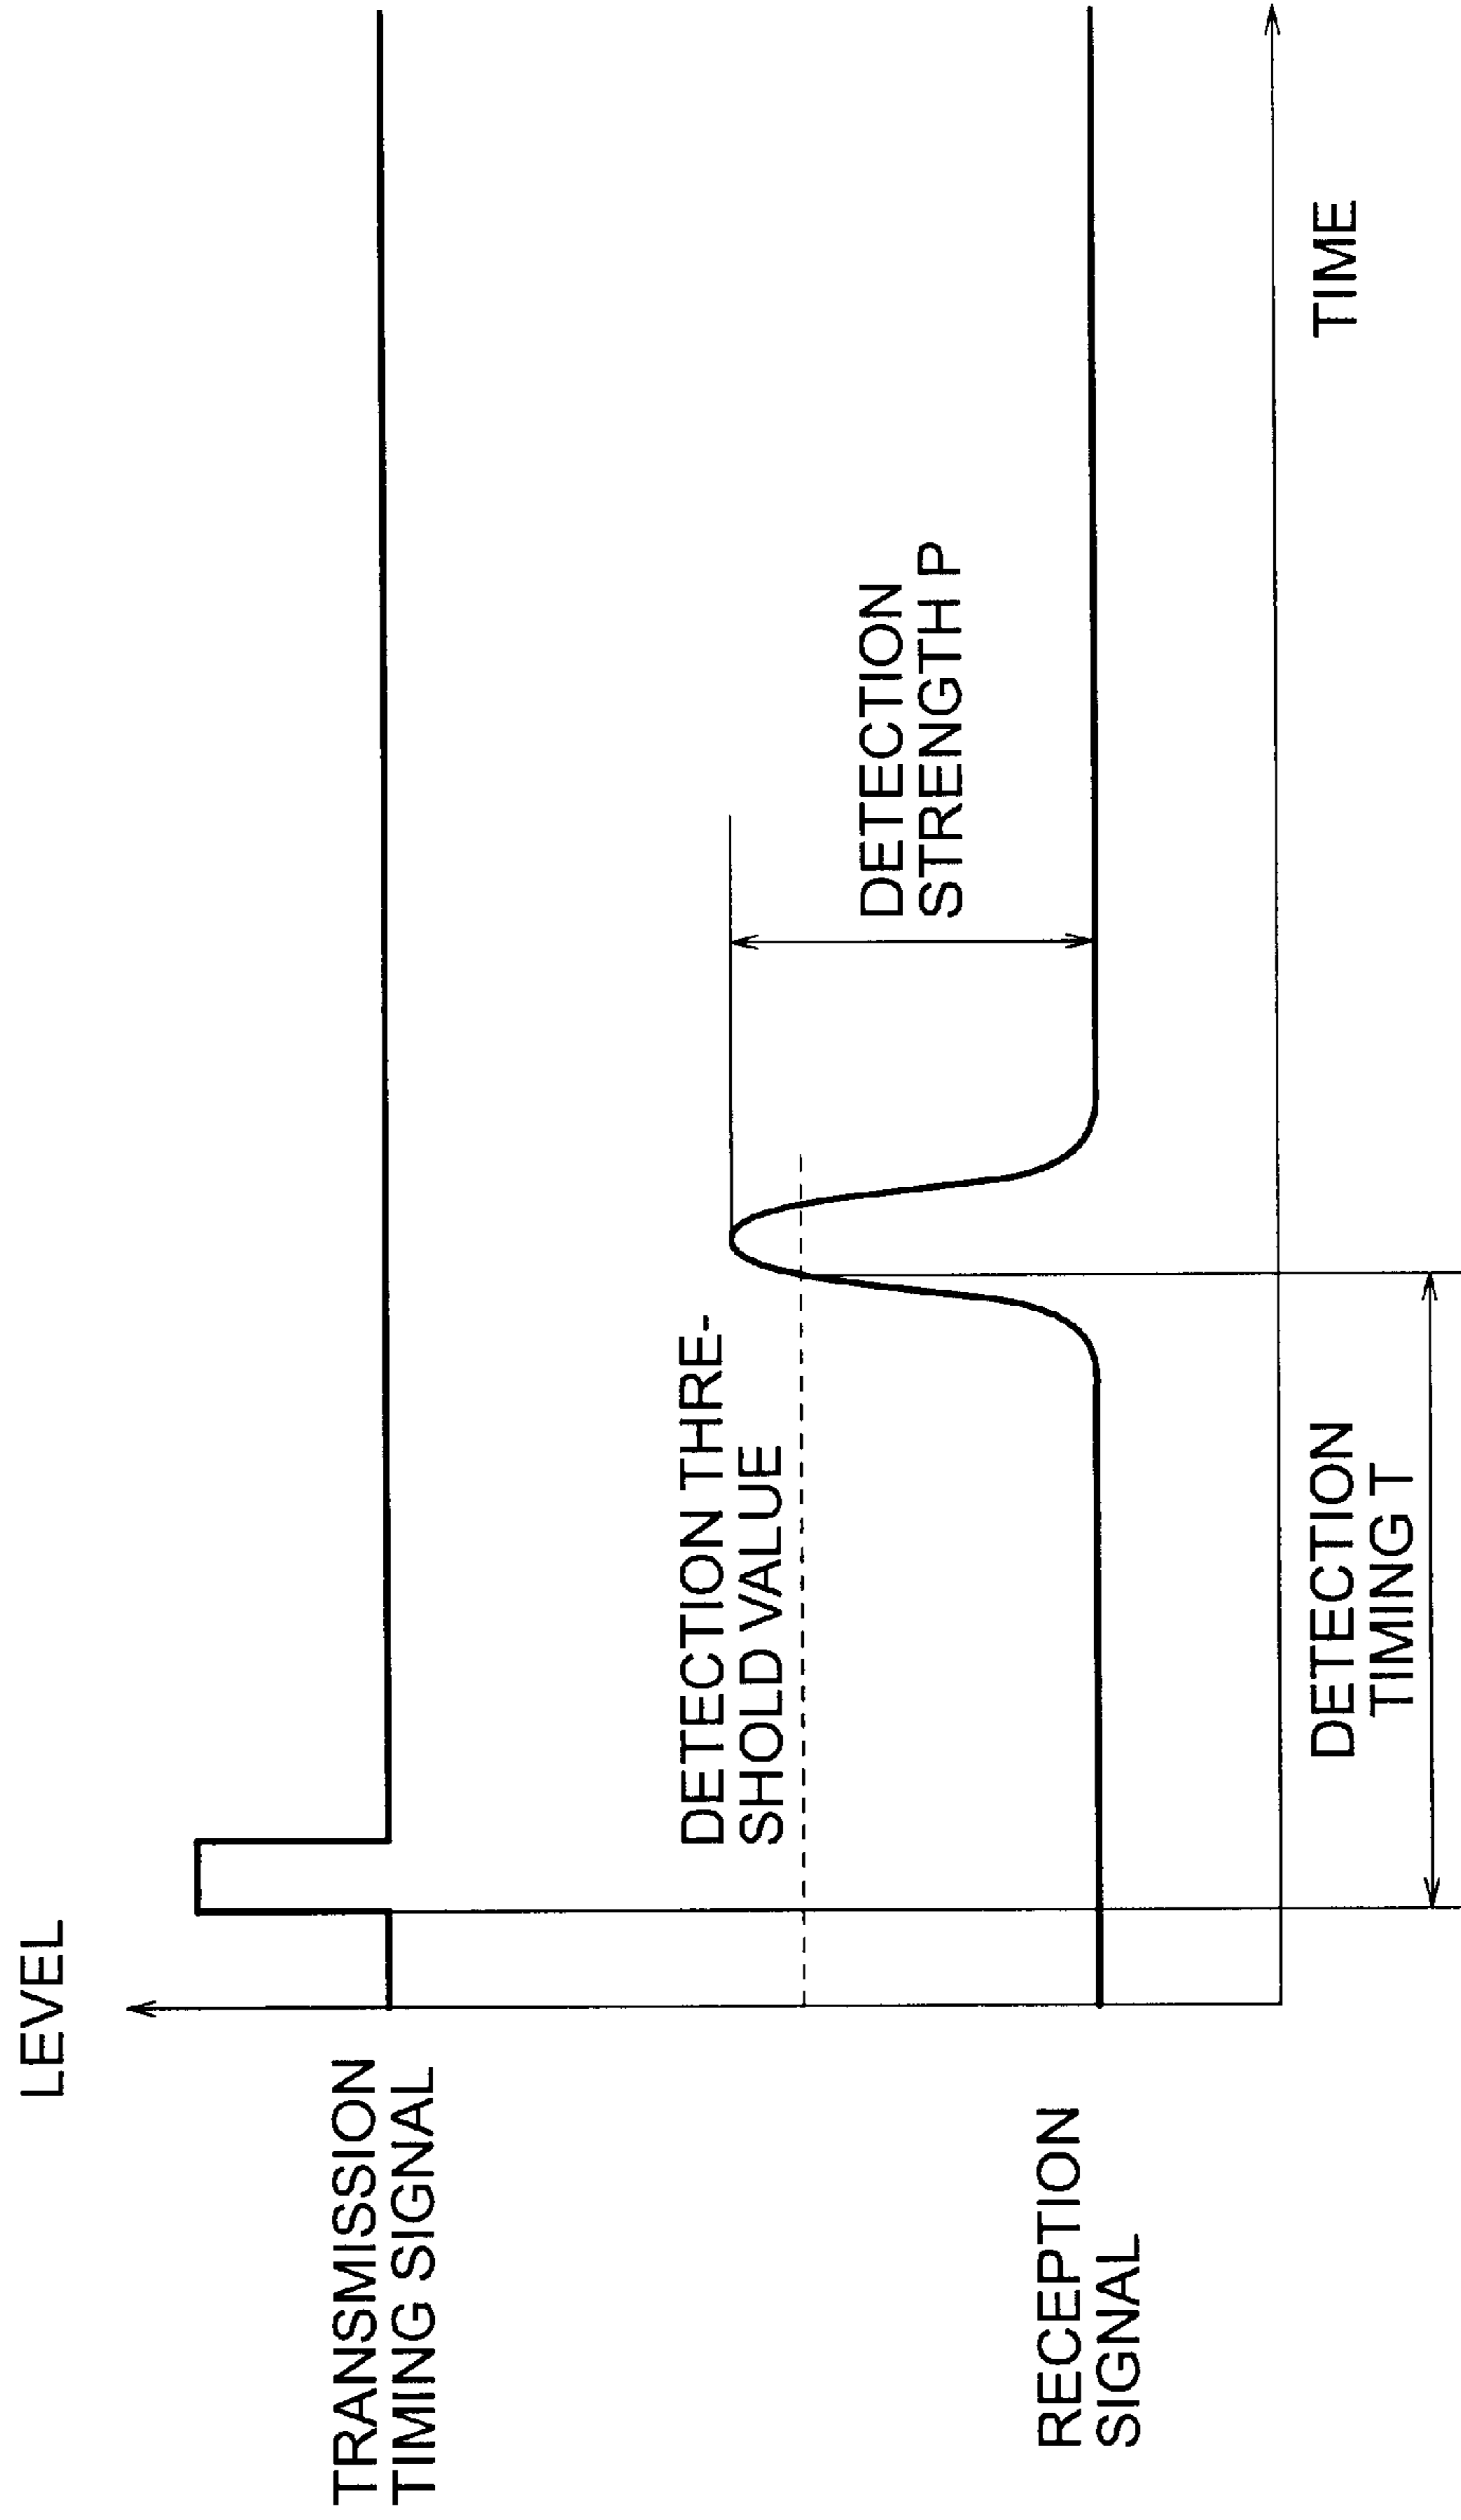 LEVEL
TRANSMISSION
TIMING SIGNAL
DETECTION THRE-
SHOLD VALUE
DETECTION
STRENGTH P
RECEPTION
SIGNAL
DETECTION
TIMING T
TIME